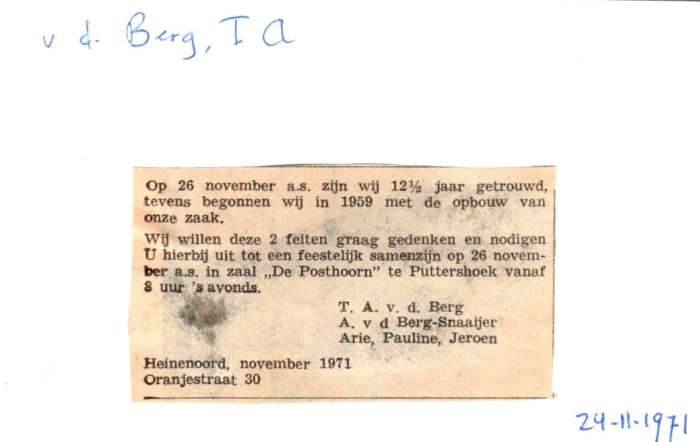 v. d. Berg, T A
Op 26 november a.s. zijn wij 12½ jaar getrouwd,
tevens begonnen wij in 1959 met de opbouw van
onze zaak.
Wij willen deze 2 feiten graag gedenken en nodigen
U hierbij uit tot een feestelijk samenzijn op 26 novem-
ber a.s. in zaal „De Posthoorn" te Puttershoek vanaf
8 uur 's avonds.
T. A. v. d. Berg
A. v d Berg-Snaaijer
Arie, Pauline, Jeroen
Heinenoord, november 1971
Oranjestraat 30
24-11-1971